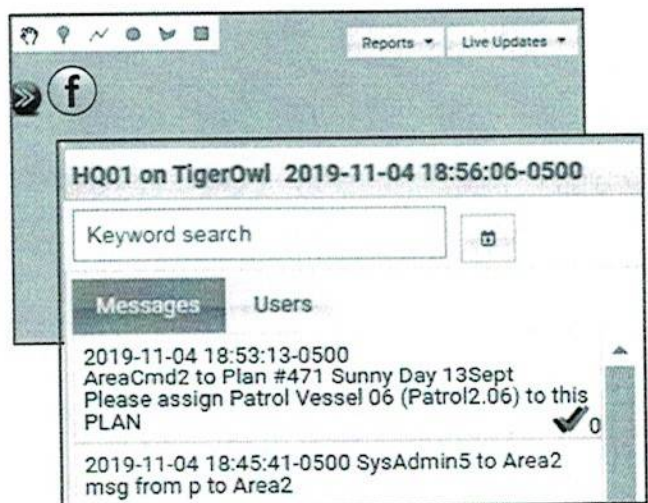 Reports Live Updates
f
HQ01 on TigerOwl 2019-11-04 18:56:06-0500
Keyword search
Messages Users
2019-11-04 18:53:13-0500
AreaCmd2 to Plan #471 Sunny Day 13Sept
Please assign Patrol Vessel 06 (Patrol2.06) to this
PLAN
0
2019-11-04 18:45:41-0500 SysAdmin5 to Area2
msg from p to Area2